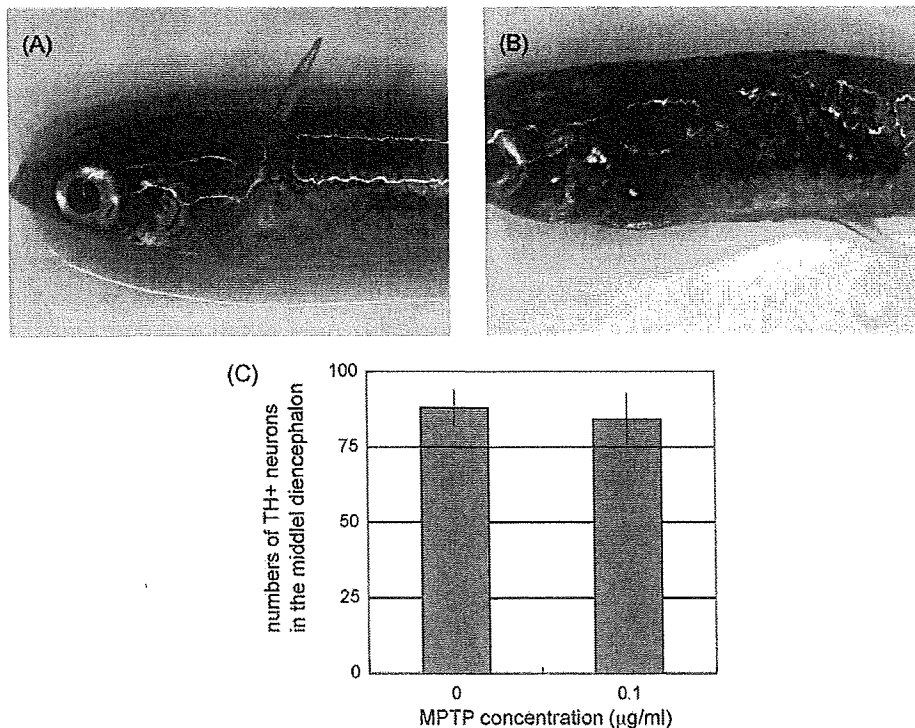 (A)
(B)
(C)
100
75
50
25
0
numbers of TH+ neurons
in the middlel diencephalon
0
0.1
MPTP concentration (μg/ml)